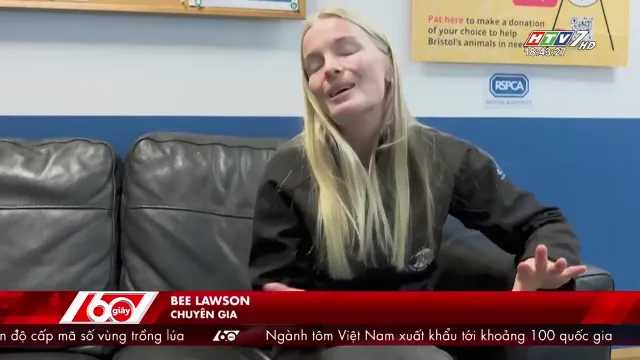 Pat here to make a donation
of your choice to help
Bristol's animals in need
HTV7 HD
18:43:27
RSPCA
BRISTOL & DISTRICT
60 giây
BEE LAWSON
CHUYÊN GIA
n độ cấp mã số vùng trồng lúa
Ngành tôm Việt Nam xuất khẩu tới khoảng 100 quốc gia